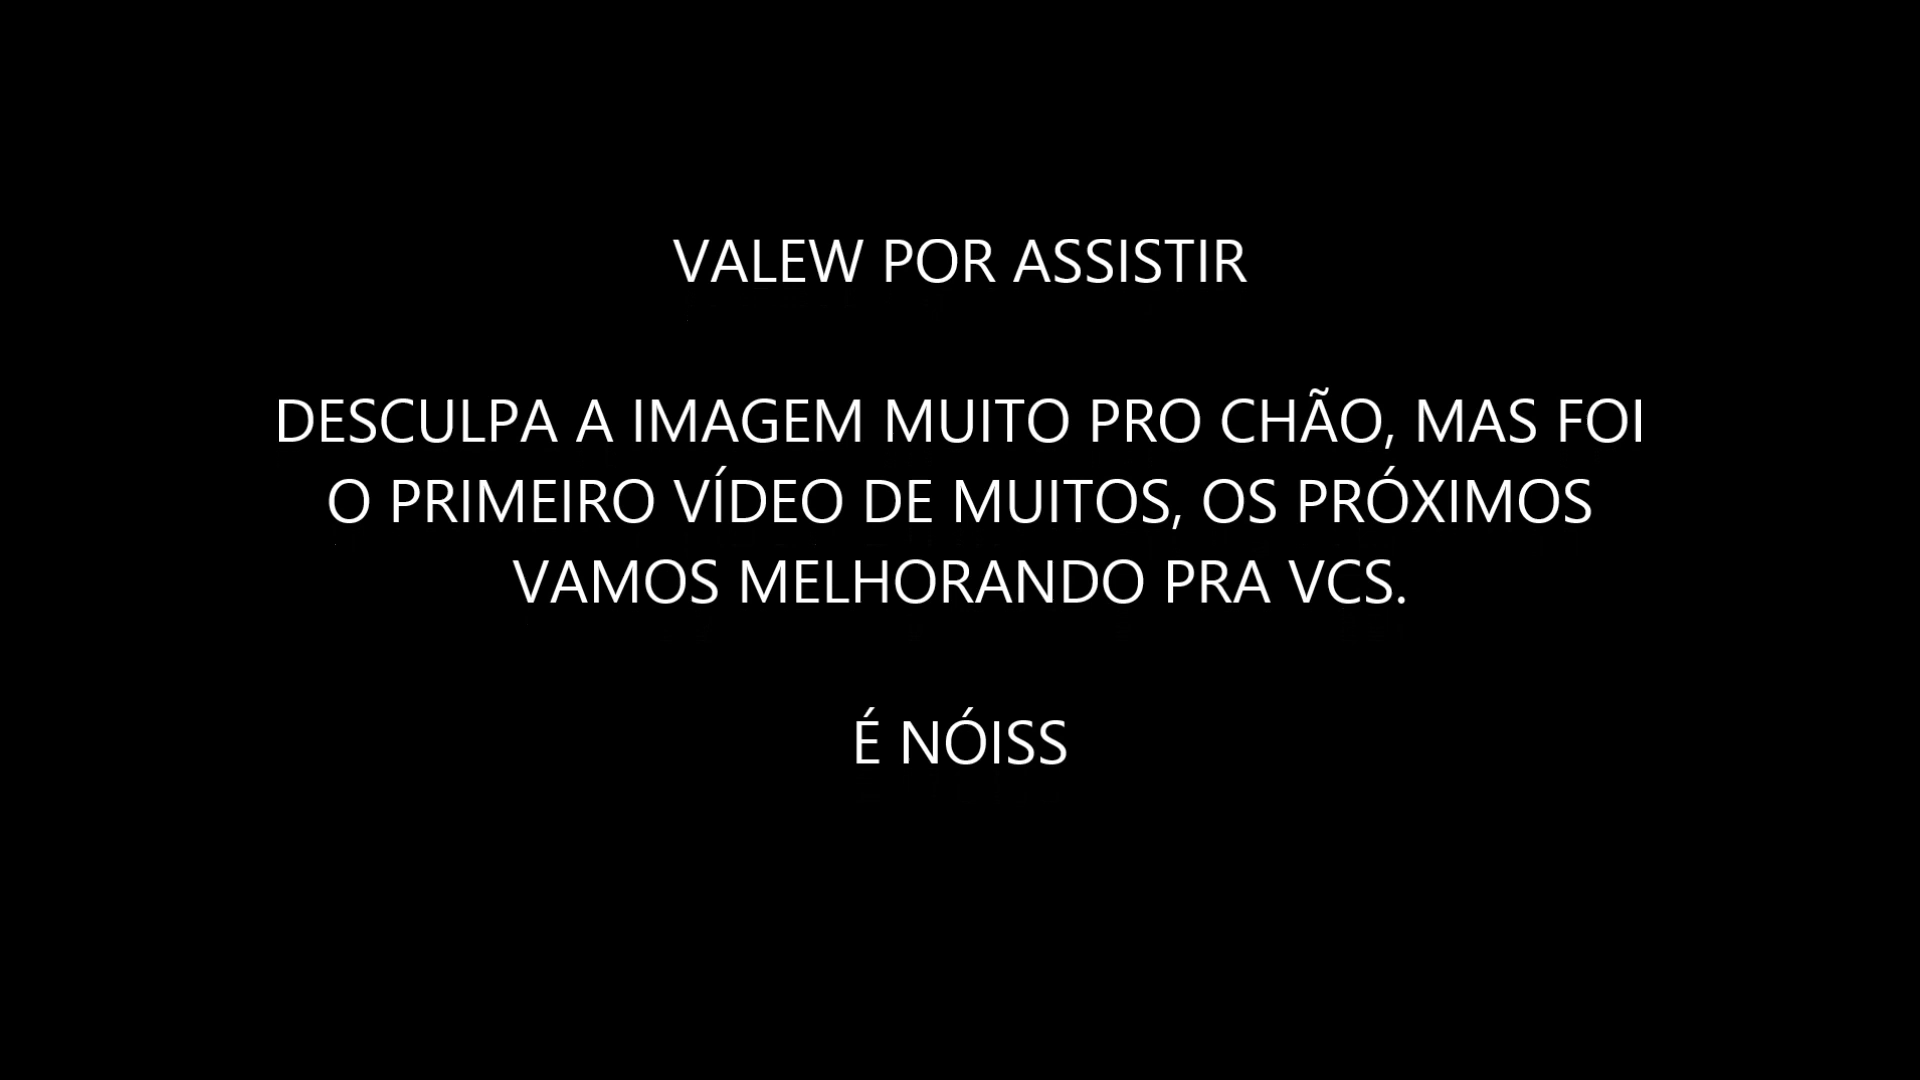 VALEW POR ASSISTIR
DESCULPA A IMAGEM MUITO PRO CHÃO, MAS FOI
O PRIMEIRO VÍDEO DE MUITOS, OS PRÓXIMOS
VAMOS MELHORANDO PRA VCS.
É NÓISS